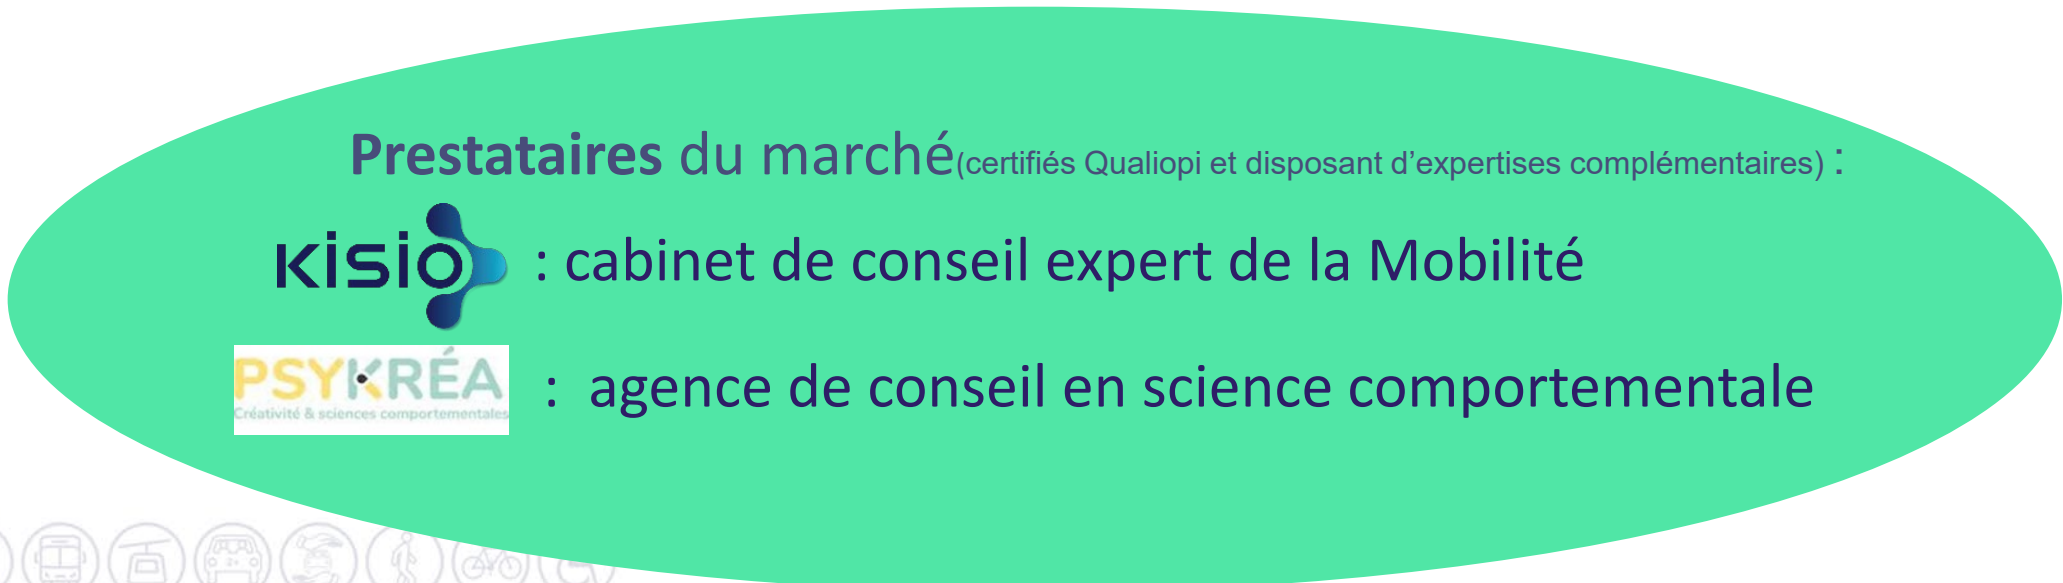 Prestataires du marché(certifiés Qualiopi et disposant d’expertises complémentaires) :
kisio : cabinet de conseil expert de la Mobilité
PSYKRÉA : agence de conseil en science comportementale
Créativité & sciences comportementales